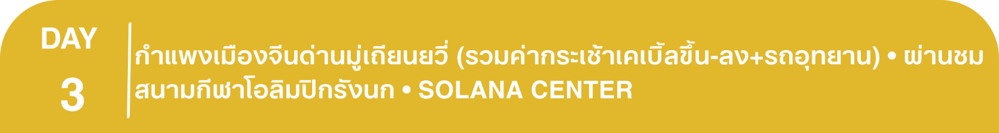 DAY
3
กำแพงเมืองจีนด่านมู่เถียนยวี่ (รวมค่ากระเช้าเคเบิ้ลขึ้น-ลง+รถอุทยาน) • ผ่านชม
สนามกีฬาโอลิมปิกรังนก • SOLANA CENTER